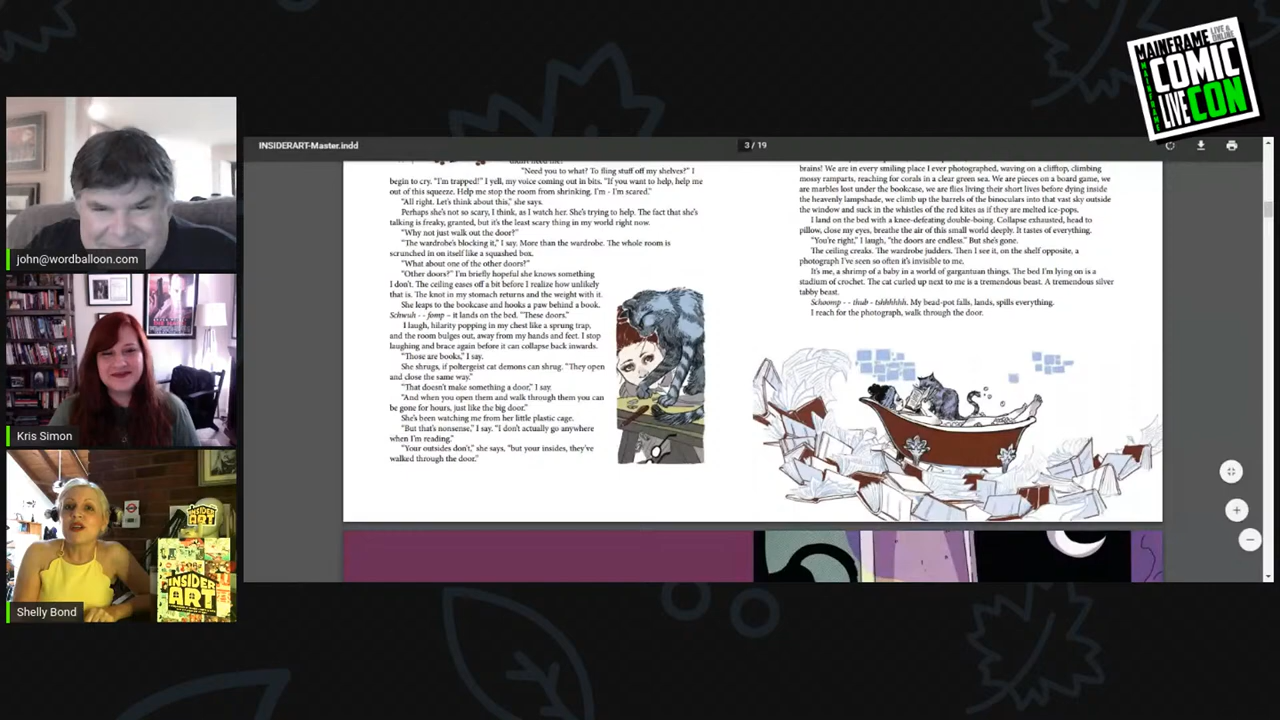 MAINFRAME
LIVE &
ONLINE
MAINFRAME
COMIC
LIVE
CON
john@wordballoon.com
Kris Simon
INSIDER
ART
INSIDER
ART
Shelly Bond
INSIDERART-Master.indd
3 / 19
didn't need me."
"Need you to what? To fling stuff off my shelves?" I
begin to cry. "I'm trapped!" I yell, my voice coming out in bits, "If you want to help, help me
out of this squeeze. Help me stop the room from shrinking. I'm - I'm scared."
"All right. Let's think about this," she says.
Perhaps she's not so scary, I think, as I watch her. She's trying to help. The fact that she's
talking is freaky, granted, but it's the least scary thing in my world right now.
"Why not just walk out the door?"
"The wardrobe's blocking it," I say. More than the wardrobe. The whole room is
scrunched in on itself like a squashed box.
"What about one of the other doors?"
"Other doors?" I'm briefly hopeful she knows something
I don't. The ceiling eases off a bit before I realize how unlikely
that is. The knot in my stomach returns and the weight with it.
She leaps to the bookcase and hooks a paw behind a book.
Schwuh - - fomp – it lands on the bed. "These doors."
I laugh, hilarity popping in my chest like a sprung trap,
and the room bulges out, away from my hands and feet. I stop
laughing and brace again before it can collapse back inwards.
"Those are books," I say.
She shrugs, if poltergeist cat demons can shrug. "They open
and close the same way."
"That doesn't make something a door," I say.
"And when you open them and walk through them you can
be gone for hours, just like the big door."
She's been watching me from her little plastic cage.
"But that's nonsense," I say. "I don't actually go anywhere
when I'm reading."
"Your outsides don't," she says, "but your insides, they've
walked through the door."
brains! We are in every smiling place I ever photographed, waving on a clifftop, climbing
mossy ramparts, reaching for corals in a clear green sea. We are pieces on a board game, we
are marbles lost under the bookcase, we are flies living their short lives before dying inside
the heavenly lampshade, we climb up the barrels of the binoculars into that vast sky outside
the window and suck in the whistles of the red kites as if they are melted ice-pops.
I land on the bed with a knee-defeating double-boing. Collapse exhausted, head to
pillow, close my eyes, breathe the air of this small world deeply. It tastes of everything.
"You're right," I laugh, "the doors are endless." But she's gone.
The ceiling creaks. The wardrobe judders. Then I see it, on the shelf opposite, a
photograph I've seen so often it's invisible to me.
It's me, a shrimp of a baby in a world of gargantuan things. The bed I'm lying on is a
stadium of crochet. The cat curled up next to me is a tremendous beast. A tremendous silver
tabby beast.
Schoomp - - thub - tshhhhhh. My bead-pot falls, lands, spills everything.
I reach for the photograph, walk through the door.